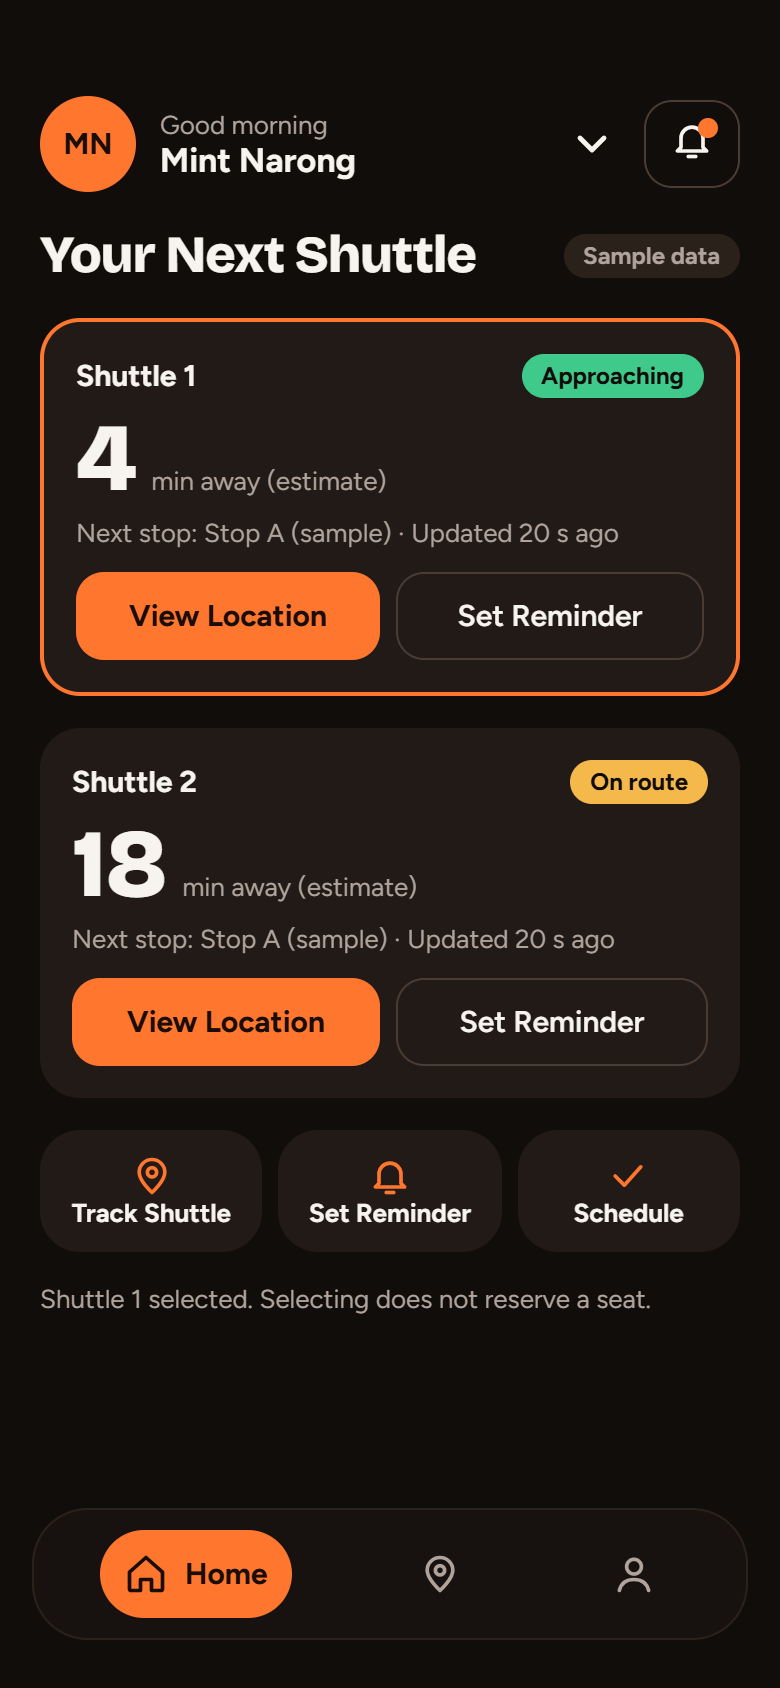 MN
Good morning
Mint Narong
Your Next Shuttle
Sample data
Shuttle 1
Approaching
4 min away (estimate)
Next stop: Stop A (sample) · Updated 20 s ago
View Location
Set Reminder
Shuttle 2
On route
18 min away (estimate)
Next stop: Stop A (sample) · Updated 20 s ago
View Location
Set Reminder
Track Shuttle
Set Reminder
Schedule
Shuttle 1 selected. Selecting does not reserve a seat.
Home